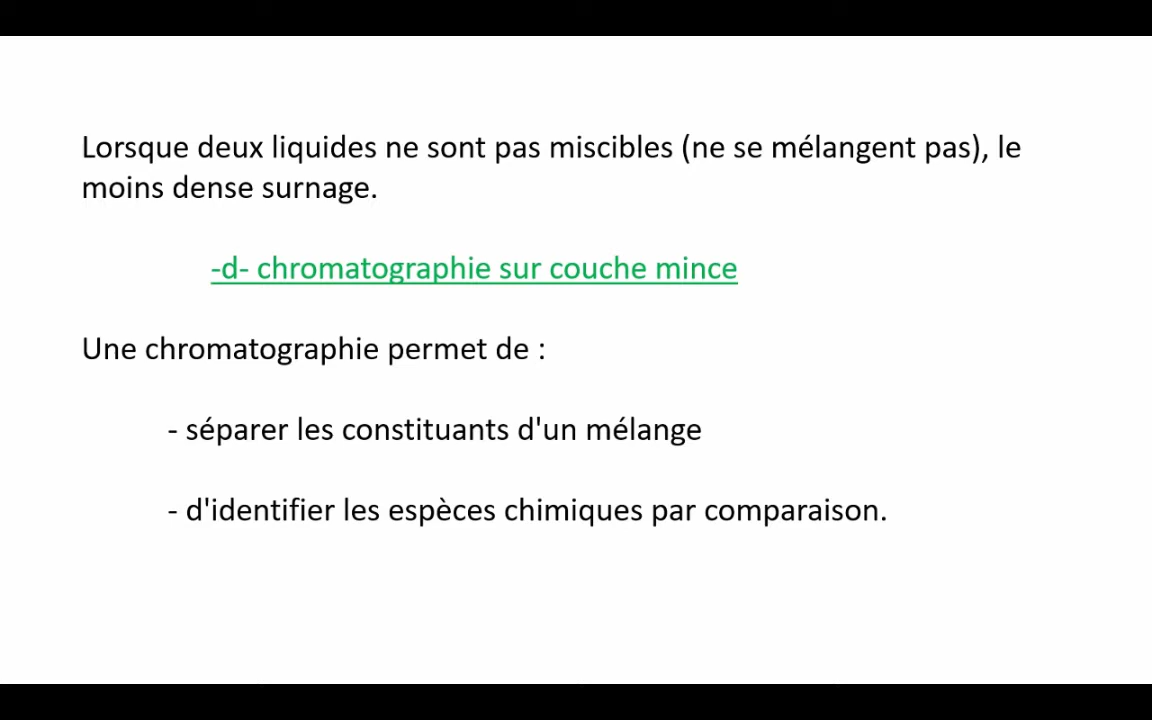 Lorsque deux liquides ne sont pas miscibles (ne se mélangent pas), le
moins dense surnage.
-d- chromatographie sur couche mince
Une chromatographie permet de :
- séparer les constituants d'un mélange
- d'identifier les espèces chimiques par comparaison.